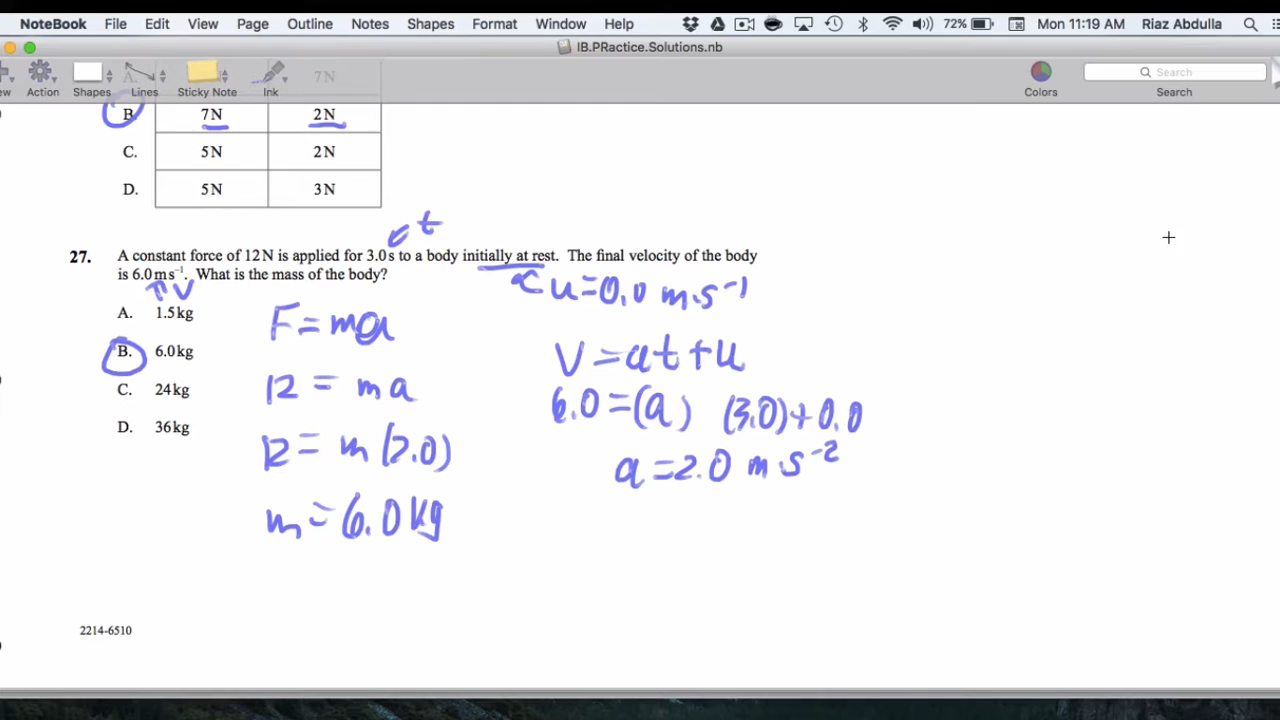 NoteBook File Edit View Page Outline Notes Shapes Format Window Help 72% Mon 11:19 AM Riaz Abdulla
IB.PRactice.Solutions.nb
A. 7N
Action Shapes Lines Sticky Note Ink Colors Search
Search
B 7N 2N
C. 5N 2N
D. 5N 3N
t
27. A constant force of 12N is applied for 3.0s to a body initially at rest. The final velocity of the body
is 6.0ms⁻¹. What is the mass of the body?
v
u=0.0 m.s⁻¹
A. 1.5kg
B. 6.0kg
C. 24kg
D. 36kg
F=ma
12 = ma
12 = m(2.0)
m=6.0kg
V=at+u
6.0=(a) (3.0)+0.0
a=2.0 m.s⁻²
2214-6510